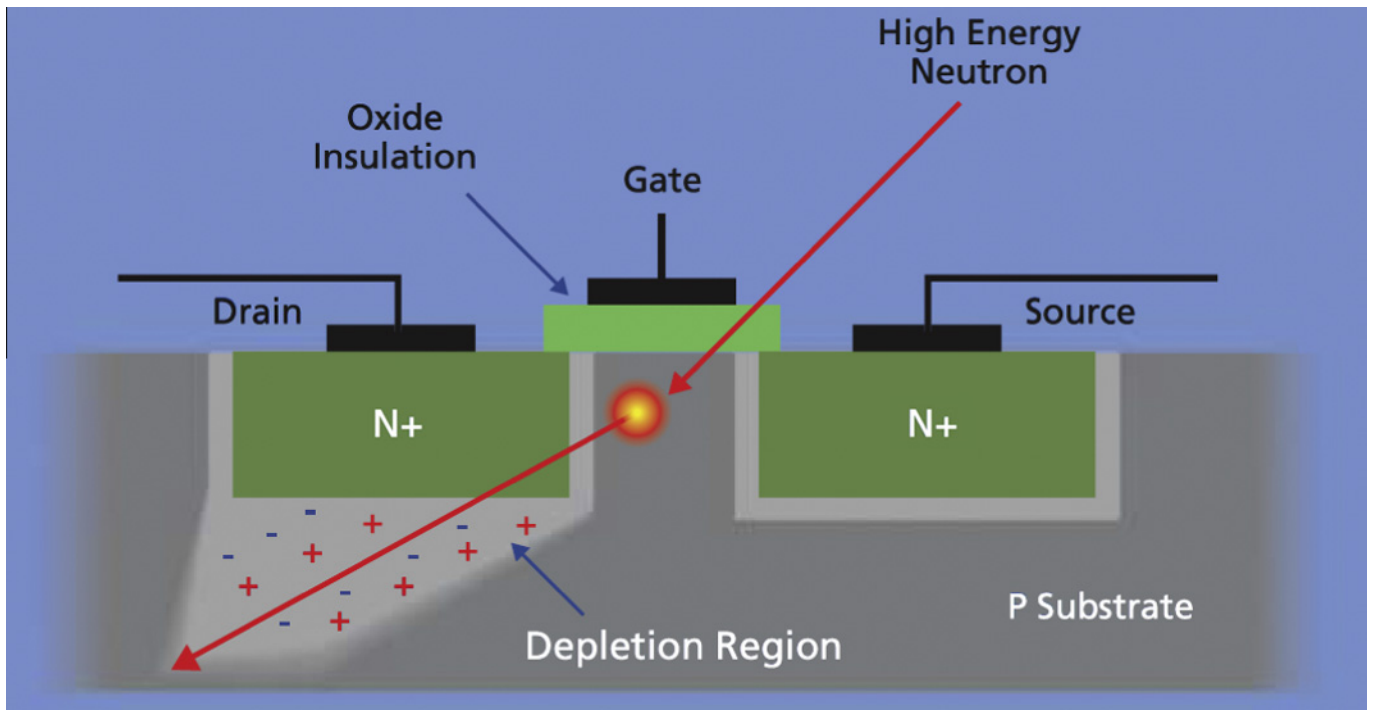 High Energy
Neutron
Oxide
Insulation
Gate
Drain
Source
N+
N+
- + - +
- + - +
+ - +
- +
P Substrate
Depletion Region